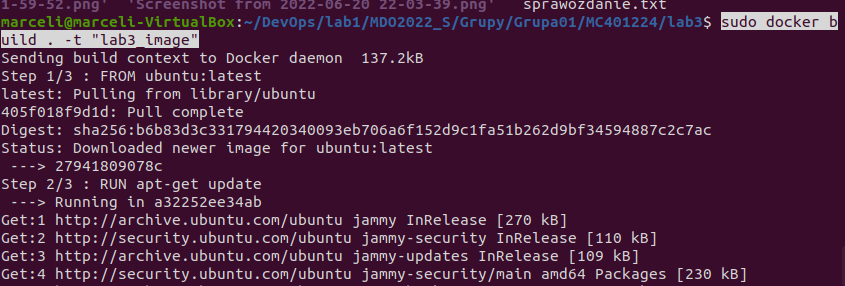 1-59-52.png'  'Screenshot from 2022-06-20 22-03-39.png'   sprawozdanie.txt
marceli@marceli-VirtualBox:~/DevOps/lab1/MDO2022_S/Grupy/Grupa01/MC401224/lab3$ sudo docker b
uild . -t "lab3_image"
Sending build context to Docker daemon  137.2kB
Step 1/3 : FROM ubuntu:latest
latest: Pulling from library/ubuntu
405f018f9d1d: Pull complete
Digest: sha256:b6b83d3c331794420340093eb706a6f152d9c1fa51b262d9bf34594887c2c7ac
Status: Downloaded newer image for ubuntu:latest
 ---> 27941809078c
Step 2/3 : RUN apt-get update
 ---> Running in a32252ee34ab
Get:1 http://archive.ubuntu.com/ubuntu jammy InRelease [270 kB]
Get:2 http://security.ubuntu.com/ubuntu jammy-security InRelease [110 kB]
Get:3 http://archive.ubuntu.com/ubuntu jammy-updates InRelease [109 kB]
Get:4 http://security.ubuntu.com/ubuntu jammy-security/main amd64 Packages [230 kB]